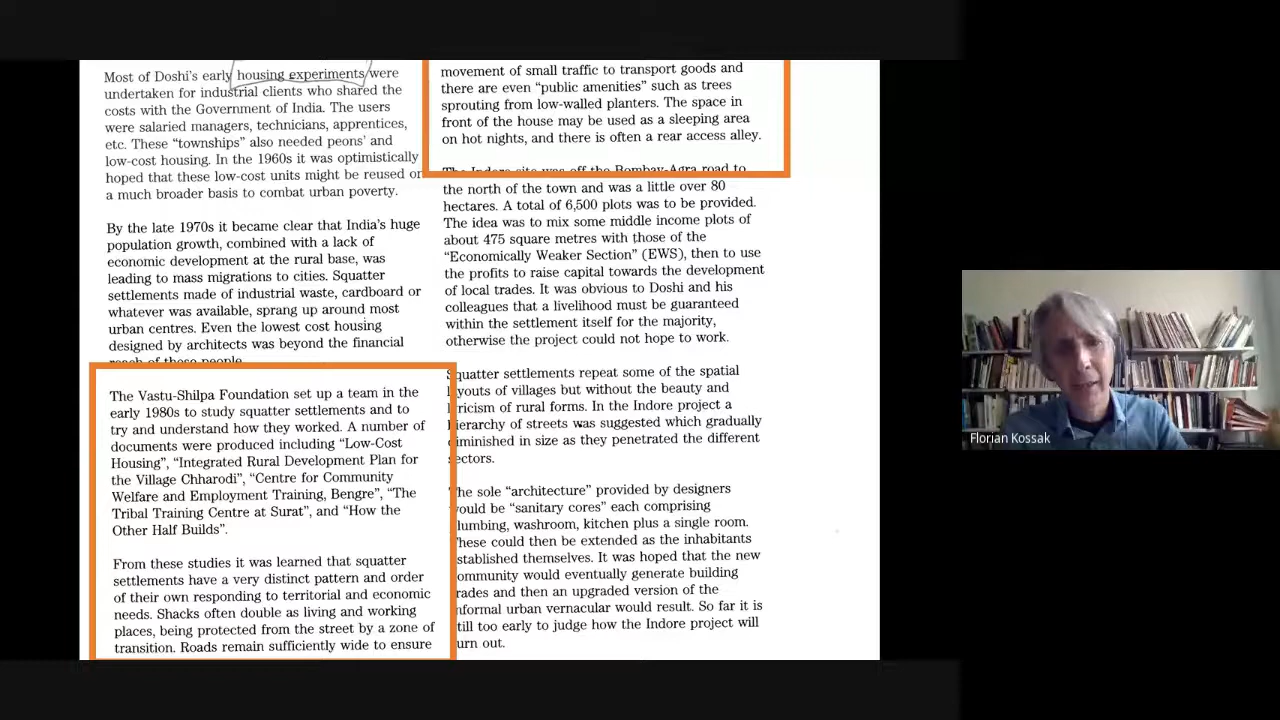 Most of Doshi's early housing experiments were
undertaken for industrial clients who shared the
costs with the Government of India. The users
were salaried managers, technicians, apprentices,
etc. These “townships” also needed peons' and
low-cost housing. In the 1960s it was optimistically
hoped that these low-cost units might be reused on
a much broader basis to combat urban poverty.
By the late 1970s it became clear that India's huge
population growth, combined with a lack of
economic development at the rural base, was
leading to mass migrations to cities. Squatter
settlements made of industrial waste, cardboard or
whatever was available, sprang up around most
urban centres. Even the lowest cost housing
designed by architects was beyond the financial
reach of these people.
The Vastu-Shilpa Foundation set up a team in the
early 1980s to study squatter settlements and to
try and understand how they worked. A number of
documents were produced including “Low-Cost
Housing”, “Integrated Rural Development Plan for
the Village Chharodi”, “Centre for Community
Welfare and Employment Training, Bengre”, “The
Tribal Training Centre at Surat”, and “How the
Other Half Builds”.
From these studies it was learned that squatter
settlements have a very distinct pattern and order
of their own responding to territorial and economic
needs. Shacks often double as living and working
places, being protected from the street by a zone of
transition. Roads remain sufficiently wide to ensure
movement of small traffic to transport goods and
there are even “public amenities” such as trees
sprouting from low-walled planters. The space in
front of the house may be used as a sleeping area
on hot nights, and there is often a rear access alley.
The Indore site was off the Bombay-Agra road to
the north of the town and was a little over 80
hectares. A total of 6,500 plots was to be provided.
The idea was to mix some middle income plots of
about 475 square metres with those of the
“Economically Weaker Section” (EWS), then to use
the profits to raise capital towards the development
of local trades. It was obvious to Doshi and his
colleagues that a livelihood must be guaranteed
within the settlement itself for the majority,
otherwise the project could not hope to work.
Squatter settlements repeat some of the spatial
layouts of villages but without the beauty and
lyricism of rural forms. In the Indore project a
hierarchy of streets was suggested which gradually
diminished in size as they penetrated the different
sectors.
The sole “architecture” provided by designers
would be “sanitary cores” each comprising
plumbing, washroom, kitchen plus a single room.
These could then be extended as the inhabitants
established themselves. It was hoped that the new
community would eventually generate building
trades and then an upgraded version of the
informal urban vernacular would result. So far it is
still too early to judge how the Indore project will
turn out.
Florian Kossak